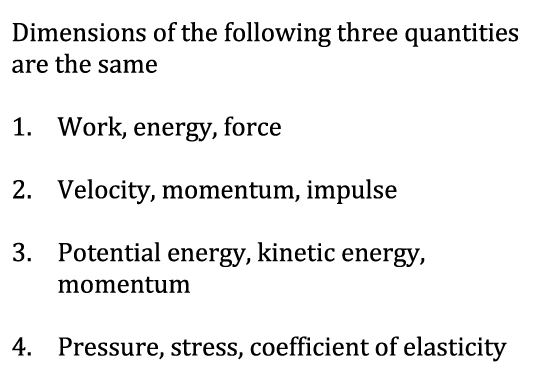 Dimensions of the following three quantities
are the same
1. Work, energy, force
2. Velocity, momentum, impulse
3. Potential energy, kinetic energy,
momentum
4. Pressure, stress, coefficient of elasticity